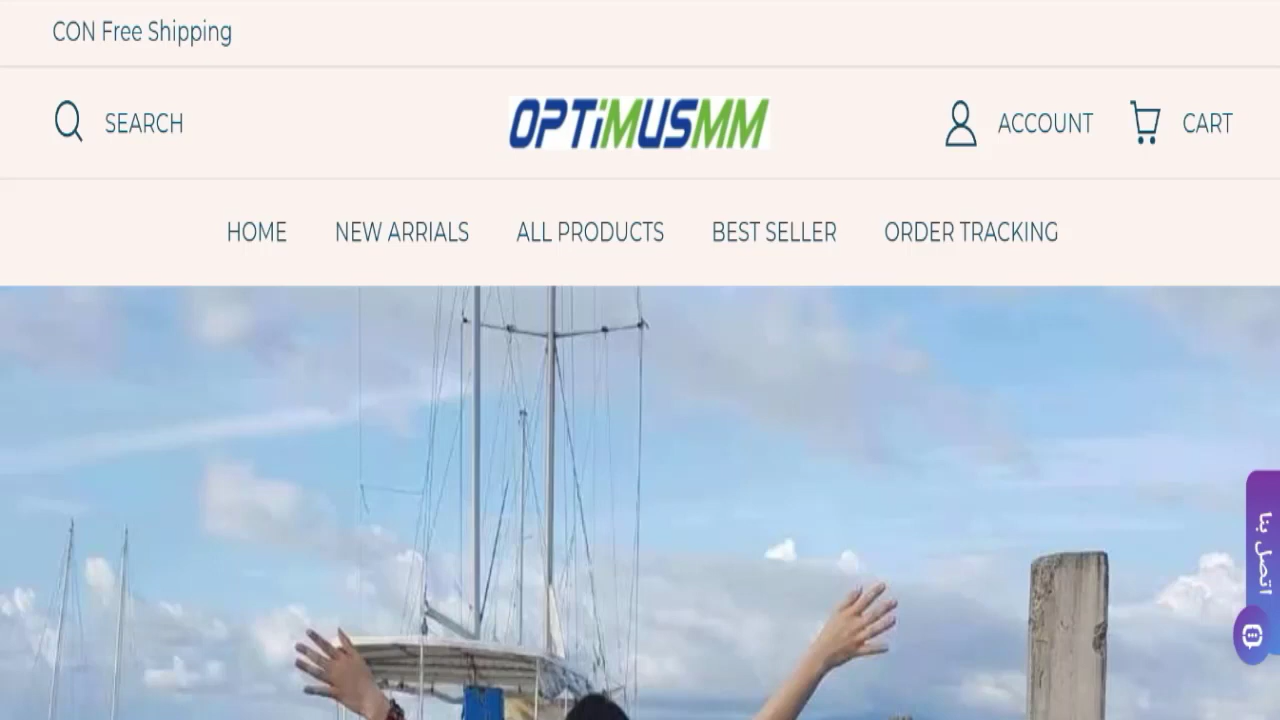 CON Free Shipping
SEARCH
OPTiMUSMM
ACCOUNT
CART
HOME
NEW ARRIALS
ALL PRODUCTS
BEST SELLER
ORDER TRACKING
اتصل بنا